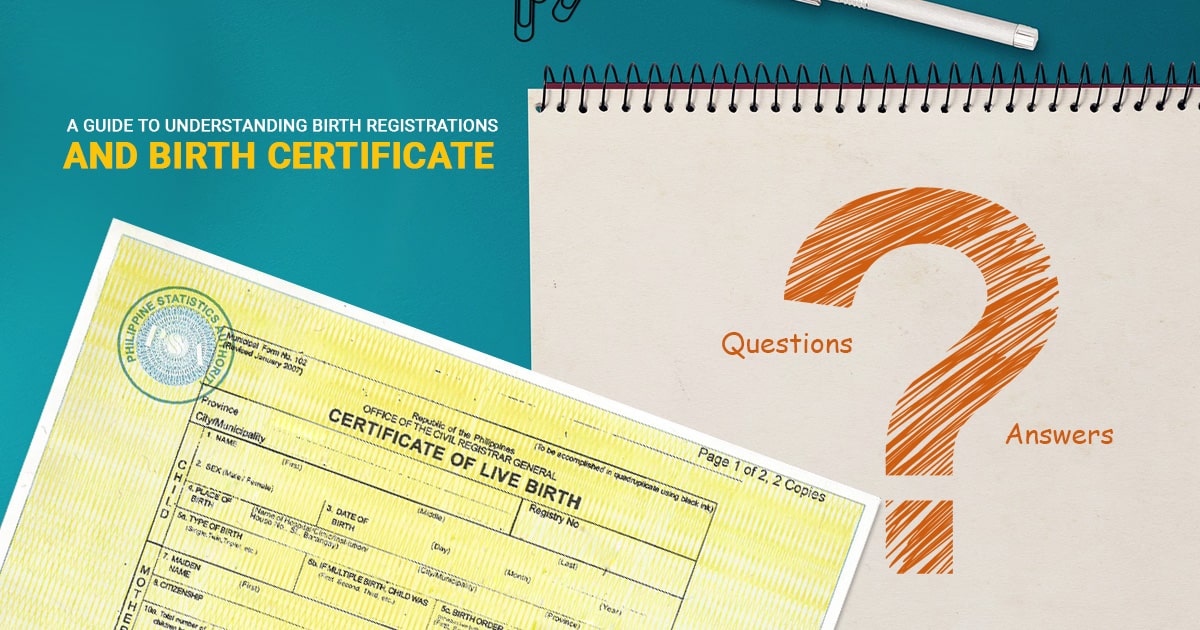 A GUIDE TO UNDERSTANDING BIRTH REGISTRATIONS
AND BIRTH CERTIFICATE
Questions
Answers
PHILIPPINE STATISTICS AUTHORITY
PSA
Municipal Form No. 102
(Revised January 2007)
Republic of the Philippines
OFFICE OF THE CIVIL REGISTRAR GENERAL
CERTIFICATE OF LIVE BIRTH
(To be accomplished in quadruplicate using black ink)
Page 1 of 2, 2 Copies
Province
City/Municipality
Registry No
CHILD
1. NAME
(First)
(Middle)
(Last)
2. SEX (Male / Female)
3. DATE OF
BIRTH
(Day)
(Month)
(Year)
4. PLACE OF
BIRTH
(Name of Hospital/Clinic/Institution/
House No., St., Barangay)
(City/Municipality)
(Province)
5a. TYPE OF BIRTH
(Single, Twin, Triplet, etc.)
5b. IF MULTIPLE BIRTH, CHILD WAS
(First, Second, Third, etc.)
5c. BIRTH ORDER
MOTHER
7. MAIDEN
NAME
(First)
8. CITIZENSHIP
10a. Total number of